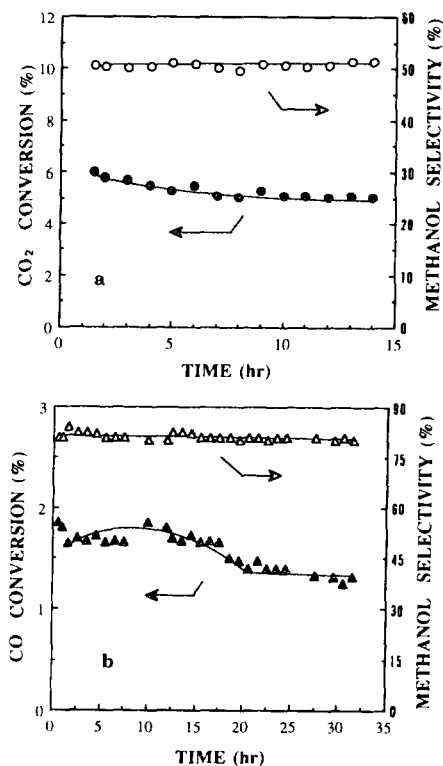 12
10
8
6
4
2
0
CO₂ CONVERSION (%)
60
50
40
30
20
10
0
METHANOL SELECTIVITY (%)
a
0 5 10 15
TIME (hr)
3
2
1
0
CO CONVERSION (%)
90
75
60
45
30
15
0
METHANOL SELECTIVITY (%)
b
0 5 10 15 20 25 30 35
TIME (hr)